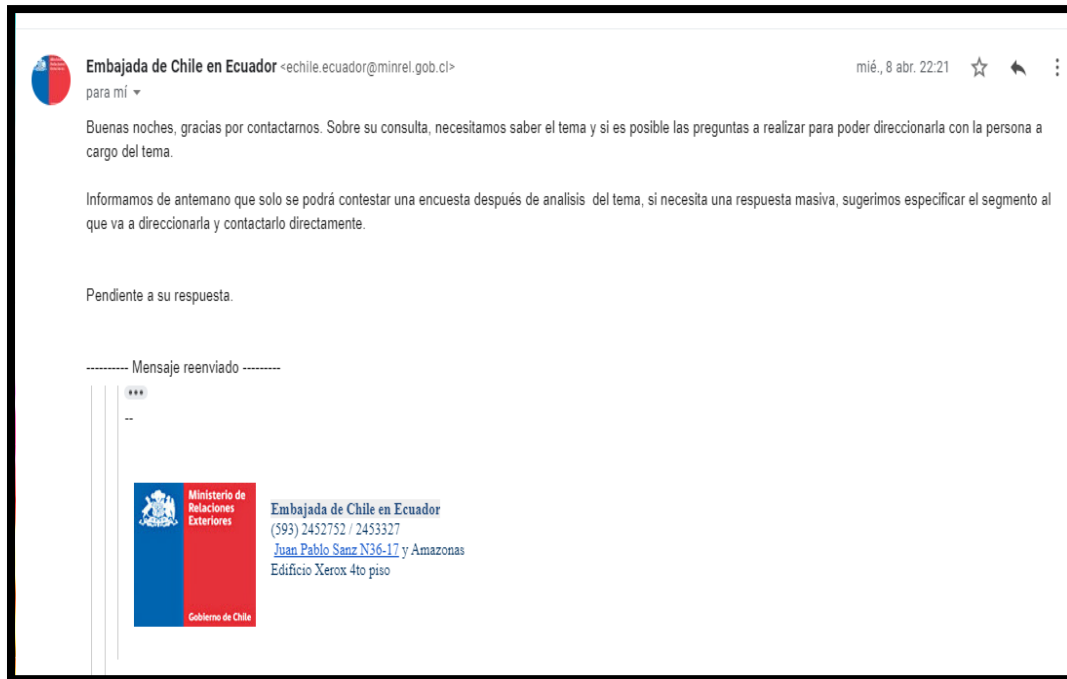 Embajada de Chile en Ecuador <echile.ecuador@minrel.gob.cl>
mié., 8 abr. 22:21
para mí
Buenas noches, gracias por contactarnos. Sobre su consulta, necesitamos saber el tema y si es posible las preguntas a realizar para poder direccionarla con la persona a
cargo del tema.
Informamos de antemano que solo se podrá contestar una encuesta después de analisis del tema, si necesita una respuesta masiva, sugerimos especificar el segmento al
que va a direccionarla y contactarlo directamente.
Pendiente a su respuesta.
---------- Mensaje reenviado ---------
--
Ministerio de
Relaciones
Exteriores
Gobierno de Chile
Embajada de Chile en Ecuador
(593) 2452752 / 2453327
Juan Pablo Sanz N36-17 y Amazonas
Edificio Xerox 4to piso